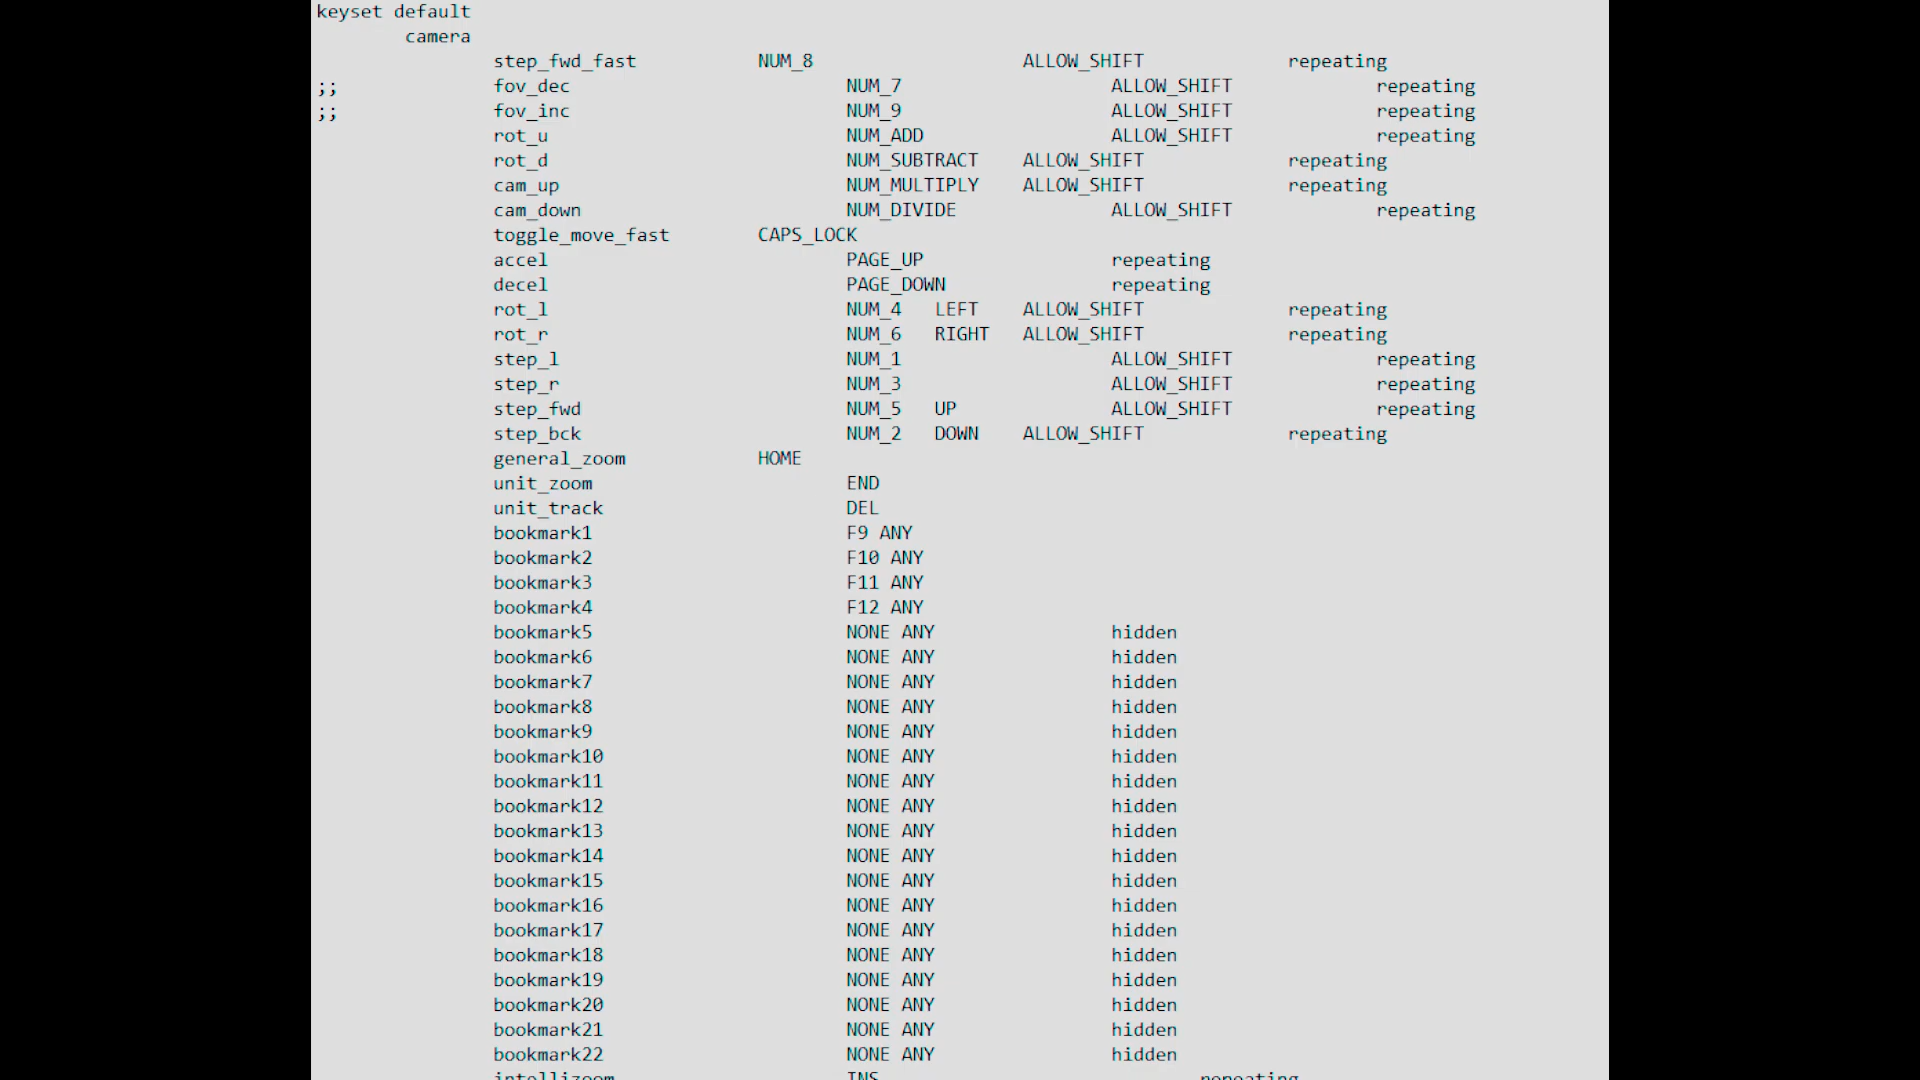 keyset default
camera
step_fwd_fast NUM_8 ALLOW_SHIFT repeating
;; fov_dec NUM_7 ALLOW_SHIFT repeating
;; fov_inc NUM_9 ALLOW_SHIFT repeating
rot_u NUM_ADD ALLOW_SHIFT repeating
rot_d NUM_SUBTRACT ALLOW_SHIFT repeating
cam_up NUM_MULTIPLY ALLOW_SHIFT repeating
cam_down NUM_DIVIDE ALLOW_SHIFT repeating
toggle_move_fast CAPS_LOCK
accel PAGE_UP repeating
decel PAGE_DOWN repeating
rot_l NUM_4 LEFT ALLOW_SHIFT repeating
rot_r NUM_6 RIGHT ALLOW_SHIFT repeating
step_l NUM_1 ALLOW_SHIFT repeating
step_r NUM_3 ALLOW_SHIFT repeating
step_fwd NUM_5 UP ALLOW_SHIFT repeating
step_bck NUM_2 DOWN ALLOW_SHIFT repeating
general_zoom HOME
unit_zoom END
unit_track DEL
bookmark1 F9 ANY
bookmark2 F10 ANY
bookmark3 F11 ANY
bookmark4 F12 ANY
bookmark5 NONE ANY hidden
bookmark6 NONE ANY hidden
bookmark7 NONE ANY hidden
bookmark8 NONE ANY hidden
bookmark9 NONE ANY hidden
bookmark10 NONE ANY hidden
bookmark11 NONE ANY hidden
bookmark12 NONE ANY hidden
bookmark13 NONE ANY hidden
bookmark14 NONE ANY hidden
bookmark15 NONE ANY hidden
bookmark16 NONE ANY hidden
bookmark17 NONE ANY hidden
bookmark18 NONE ANY hidden
bookmark19 NONE ANY hidden
bookmark20 NONE ANY hidden
bookmark21 NONE ANY hidden
bookmark22 NONE ANY hidden
intellizoom INS repeating